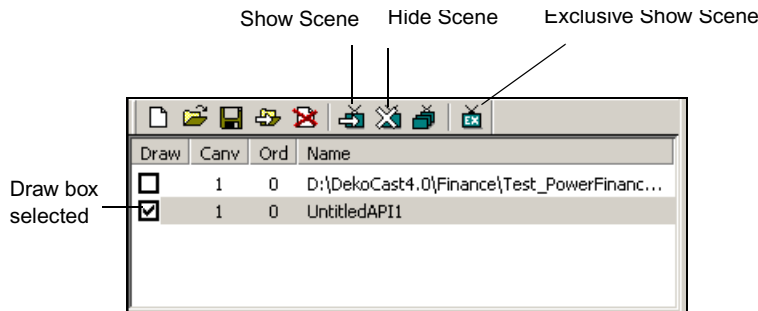 Show Scene Hide Scene Exclusive Show Scene
EX
Draw Canv Ord Name
1 0 D:\DekoCast4.0\Finance\Test_PowerFinanc...
Draw box
selected
1 0 UntitledAPI1